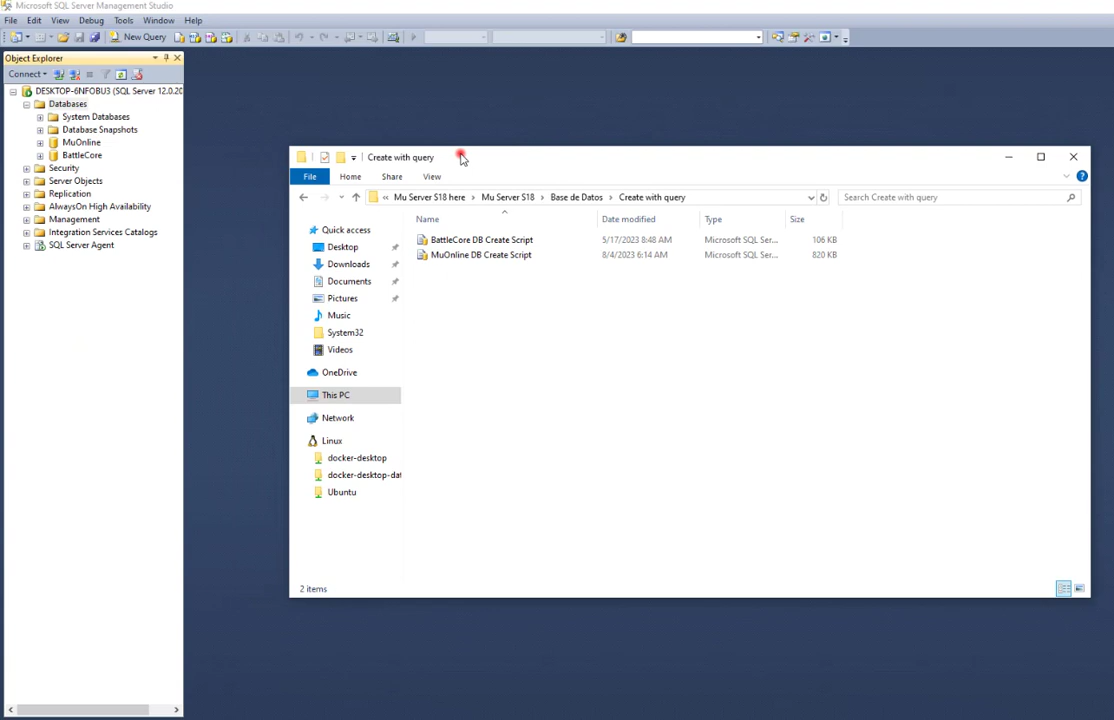 Microsoft SQL Server Management Studio
File Edit View Debug Tools Window Help
New Query
Object Explorer
Connect
DESKTOP-6NFOBU3 (SQL Server 12.0.20
Databases
System Databases
Database Snapshots
MuOnline
BattleCore
Security
Server Objects
Replication
AlwaysOn High Availability
Management
Integration Services Catalogs
SQL Server Agent
Create with query
File Home Share View
« Mu Server S18 here > Mu Server S18 > Base de Datos > Create with query
Search Create with query
Name Date modified Type Size
BattleCore DB Create Script 5/17/2023 8:48 AM Microsoft SQL Ser... 106 KB
MuOnline DB Create Script 8/4/2023 6:14 AM Microsoft SQL Ser... 820 KB
Quick access
Desktop
Downloads
Documents
Pictures
Music
System32
Videos
OneDrive
This PC
Network
Linux
docker-desktop
docker-desktop-dat
Ubuntu
2 items